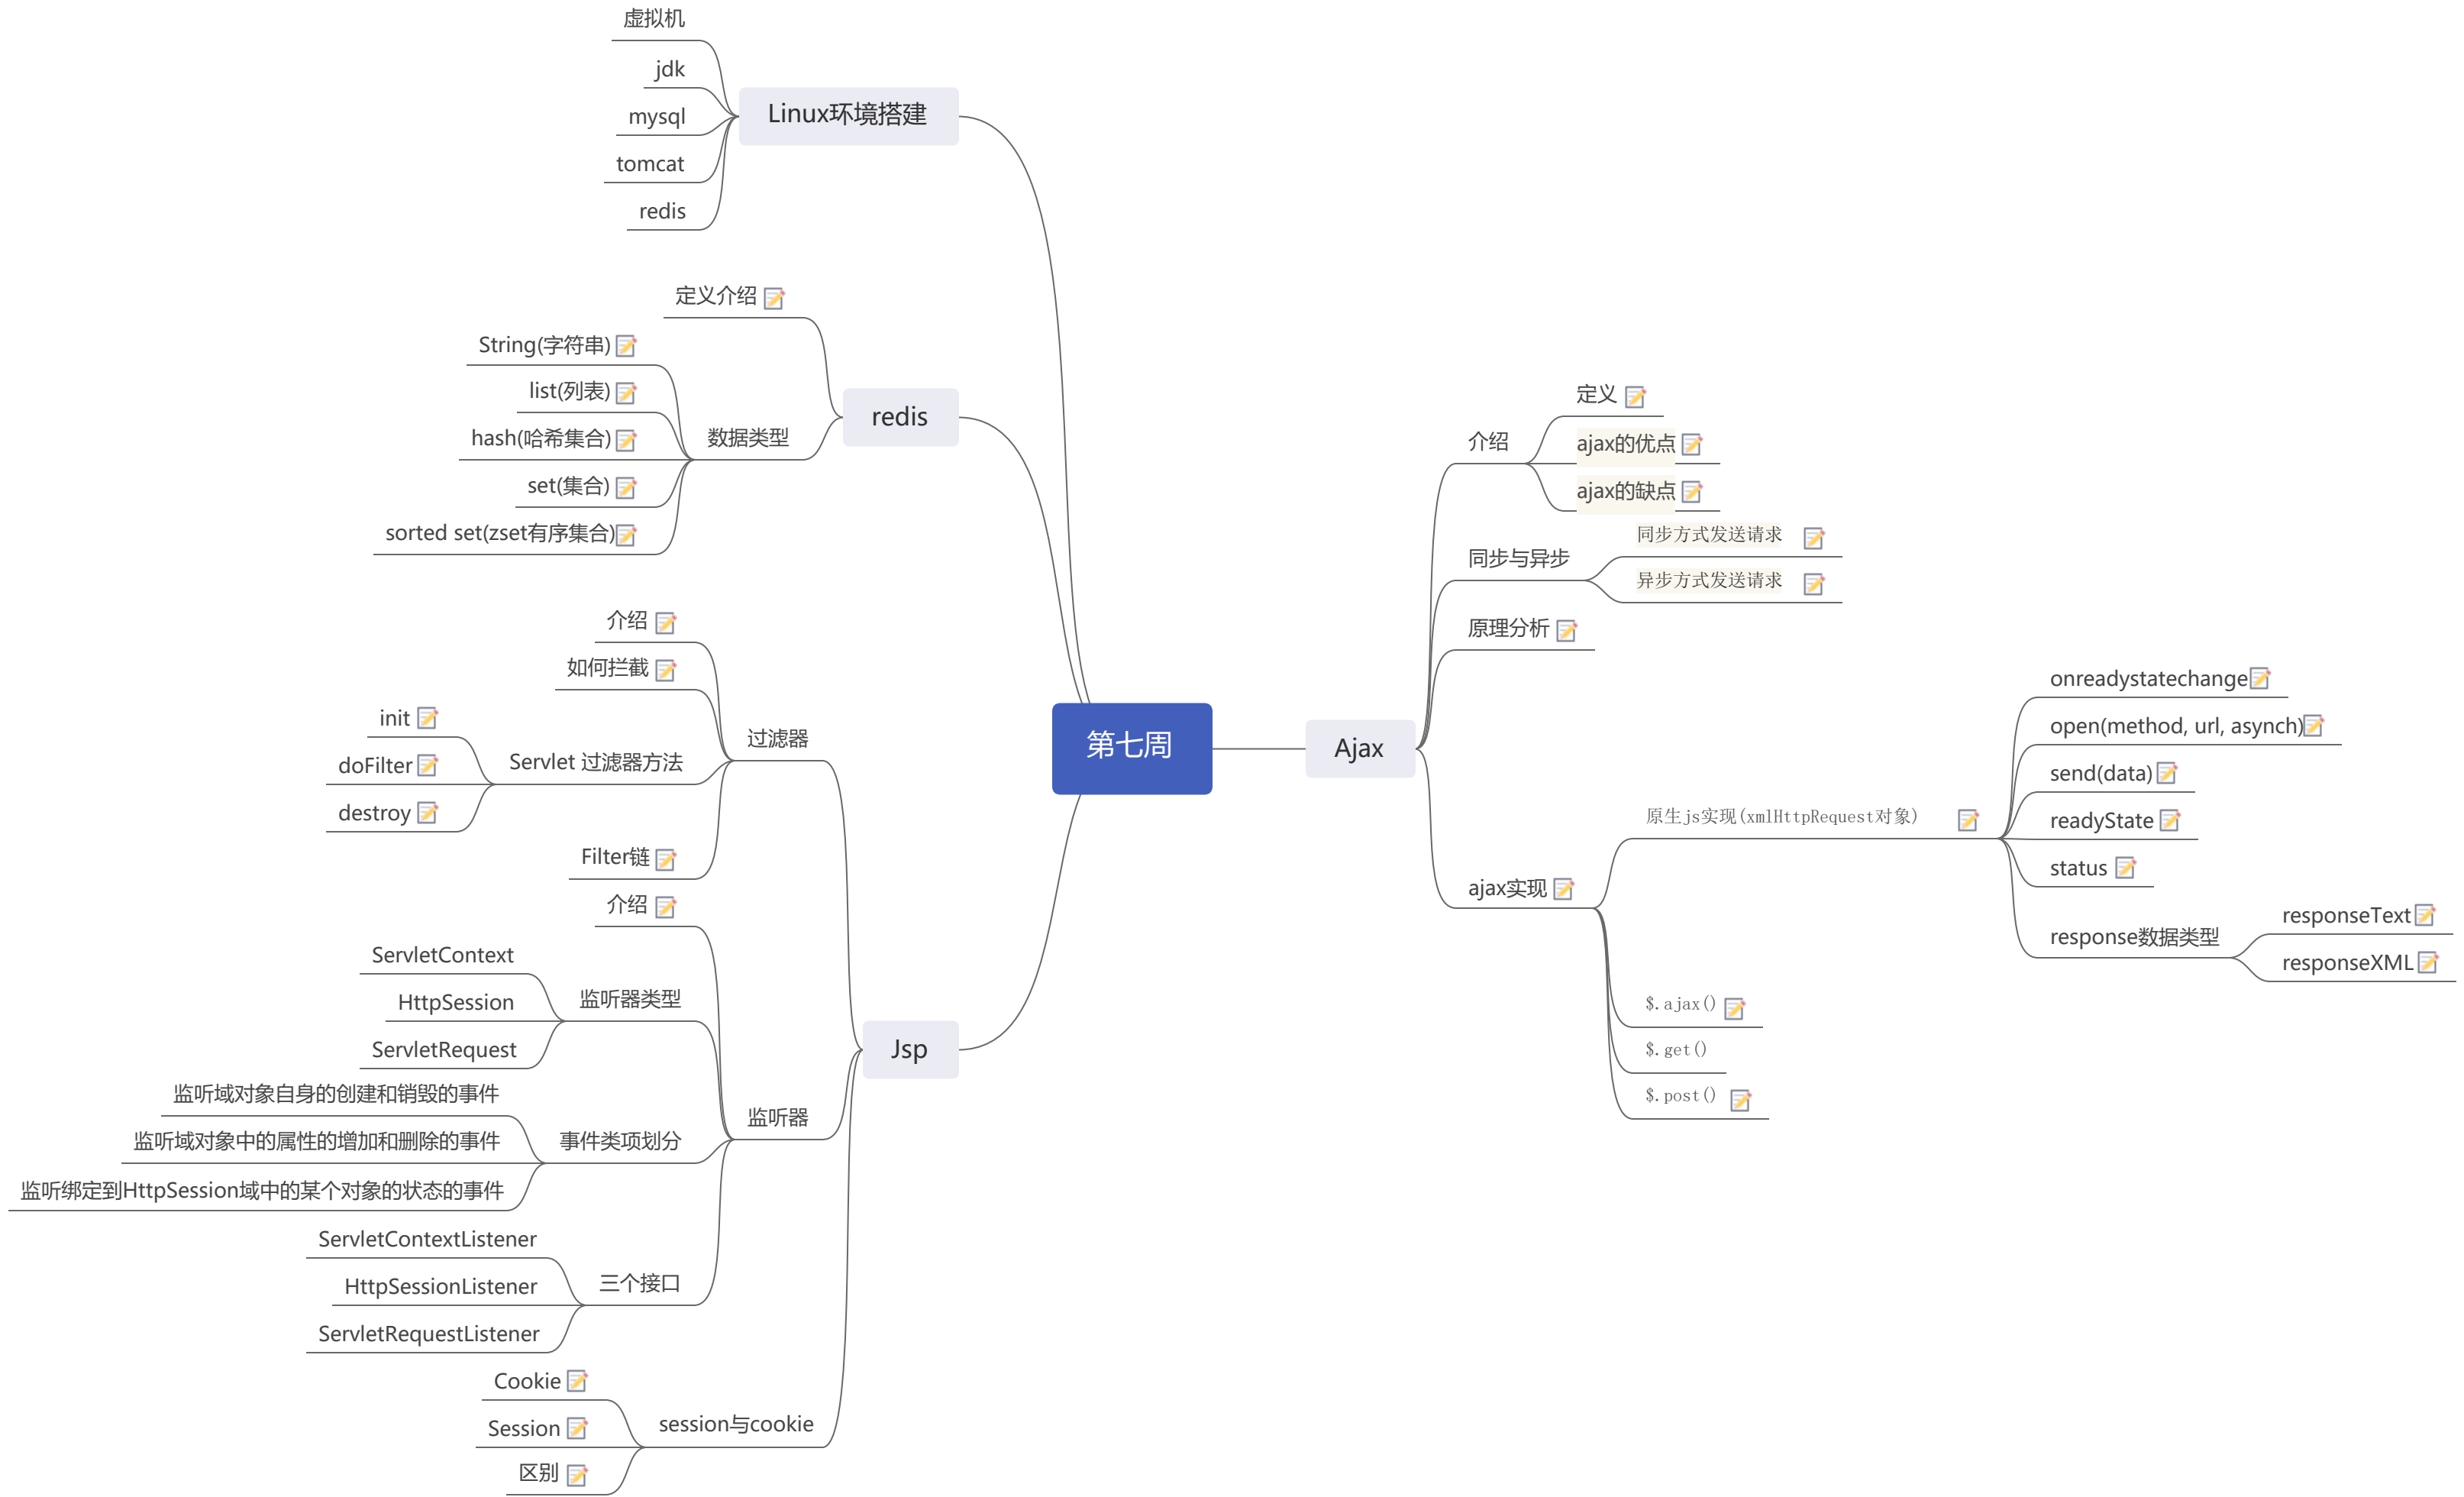 第七周
Linux环境搭建
虚拟机
jdk
mysql
tomcat
redis
redis
定义介绍
数据类型
String(字符串)
list(列表)
hash(哈希集合)
set(集合)
sorted set(zset有序集合)
Jsp
过滤器
介绍
如何拦截
Servlet 过滤器方法
init
doFilter
destroy
Filter链
监听器
介绍
监听器类型
ServletContext
HttpSession
ServletRequest
事件类项划分
监听域对象自身的创建和销毁的事件
监听域对象中的属性的增加和删除的事件
监听绑定到HttpSession域中的某个对象的状态的事件
三个接口
ServletContextListener
HttpSessionListener
ServletRequestListener
session与cookie
Cookie
Session
区别
Ajax
介绍
定义
ajax的优点
ajax的缺点
同步与异步
同步方式发送请求
异步方式发送请求
原理分析
ajax实现
原生js实现(xmlHttpRequest对象)
onreadystatechange
open(method, url, asynch)
send(data)
readyState
status
response数据类型
responseText
responseXML
$.ajax()
$.get()
$.post()